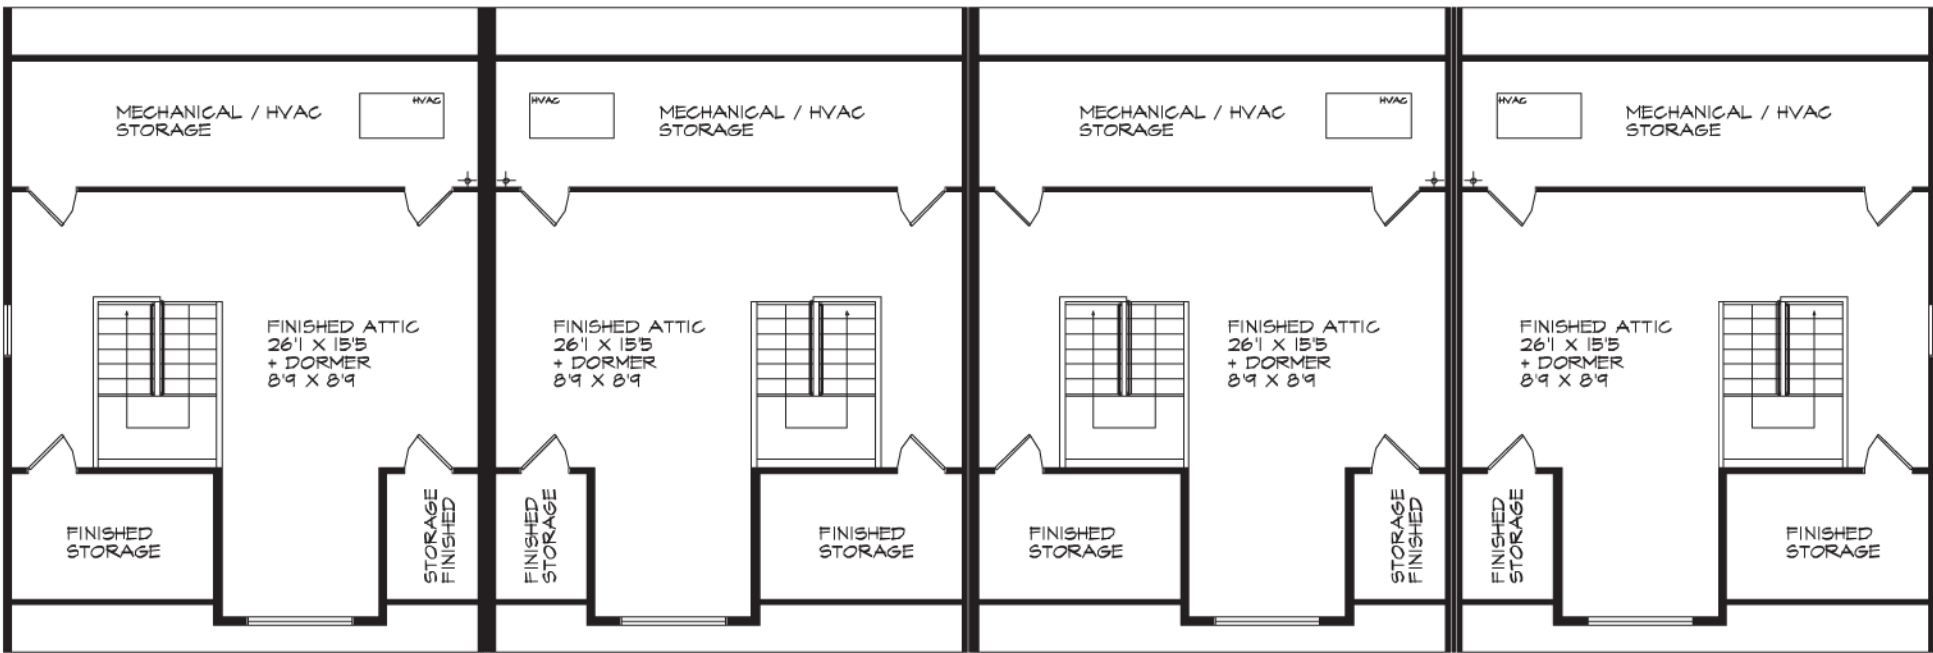 MECHANICAL / HVAC
STORAGE
HVAC
HVAC
MECHANICAL / HVAC
STORAGE
MECHANICAL / HVAC
STORAGE
HVAC
HVAC
MECHANICAL / HVAC
STORAGE
FINISHED ATTIC
26'1 X 15'5
+ DORMER
8'9 X 8'9
FINISHED ATTIC
26'1 X 15'5
+ DORMER
8'9 X 8'9
FINISHED ATTIC
26'1 X 15'5
+ DORMER
8'9 X 8'9
FINISHED ATTIC
26'1 X 15'5
+ DORMER
8'9 X 8'9
FINISHED
STORAGE
STORAGE
FINISHED
FINISHED
STORAGE
FINISHED
STORAGE
FINISHED
STORAGE
STORAGE
FINISHED
FINISHED
STORAGE
FINISHED
STORAGE